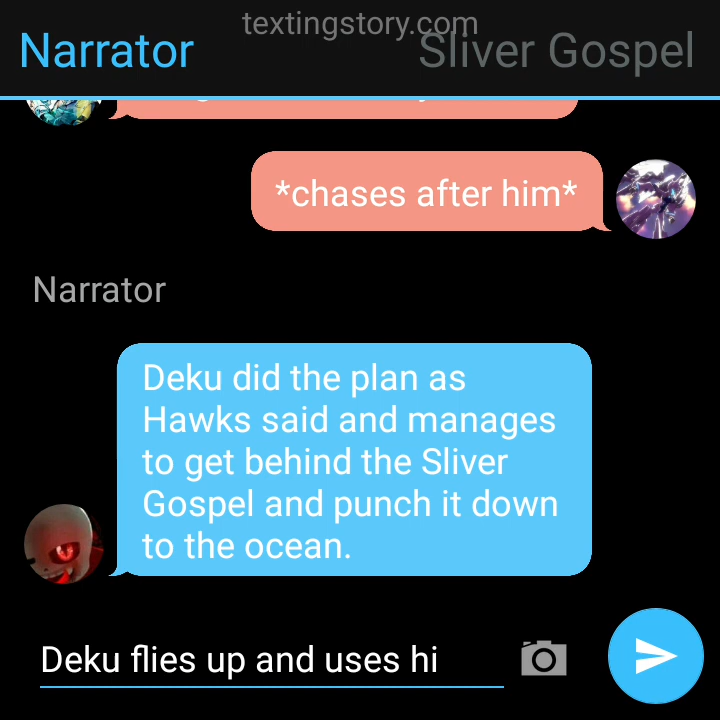 textingstory.com
Narrator
Sliver Gospel
*chases after him*
Narrator
Deku did the plan as
Hawks said and manages
to get behind the Sliver
Gospel and punch it down
to the ocean.
Deku flies up and uses hi